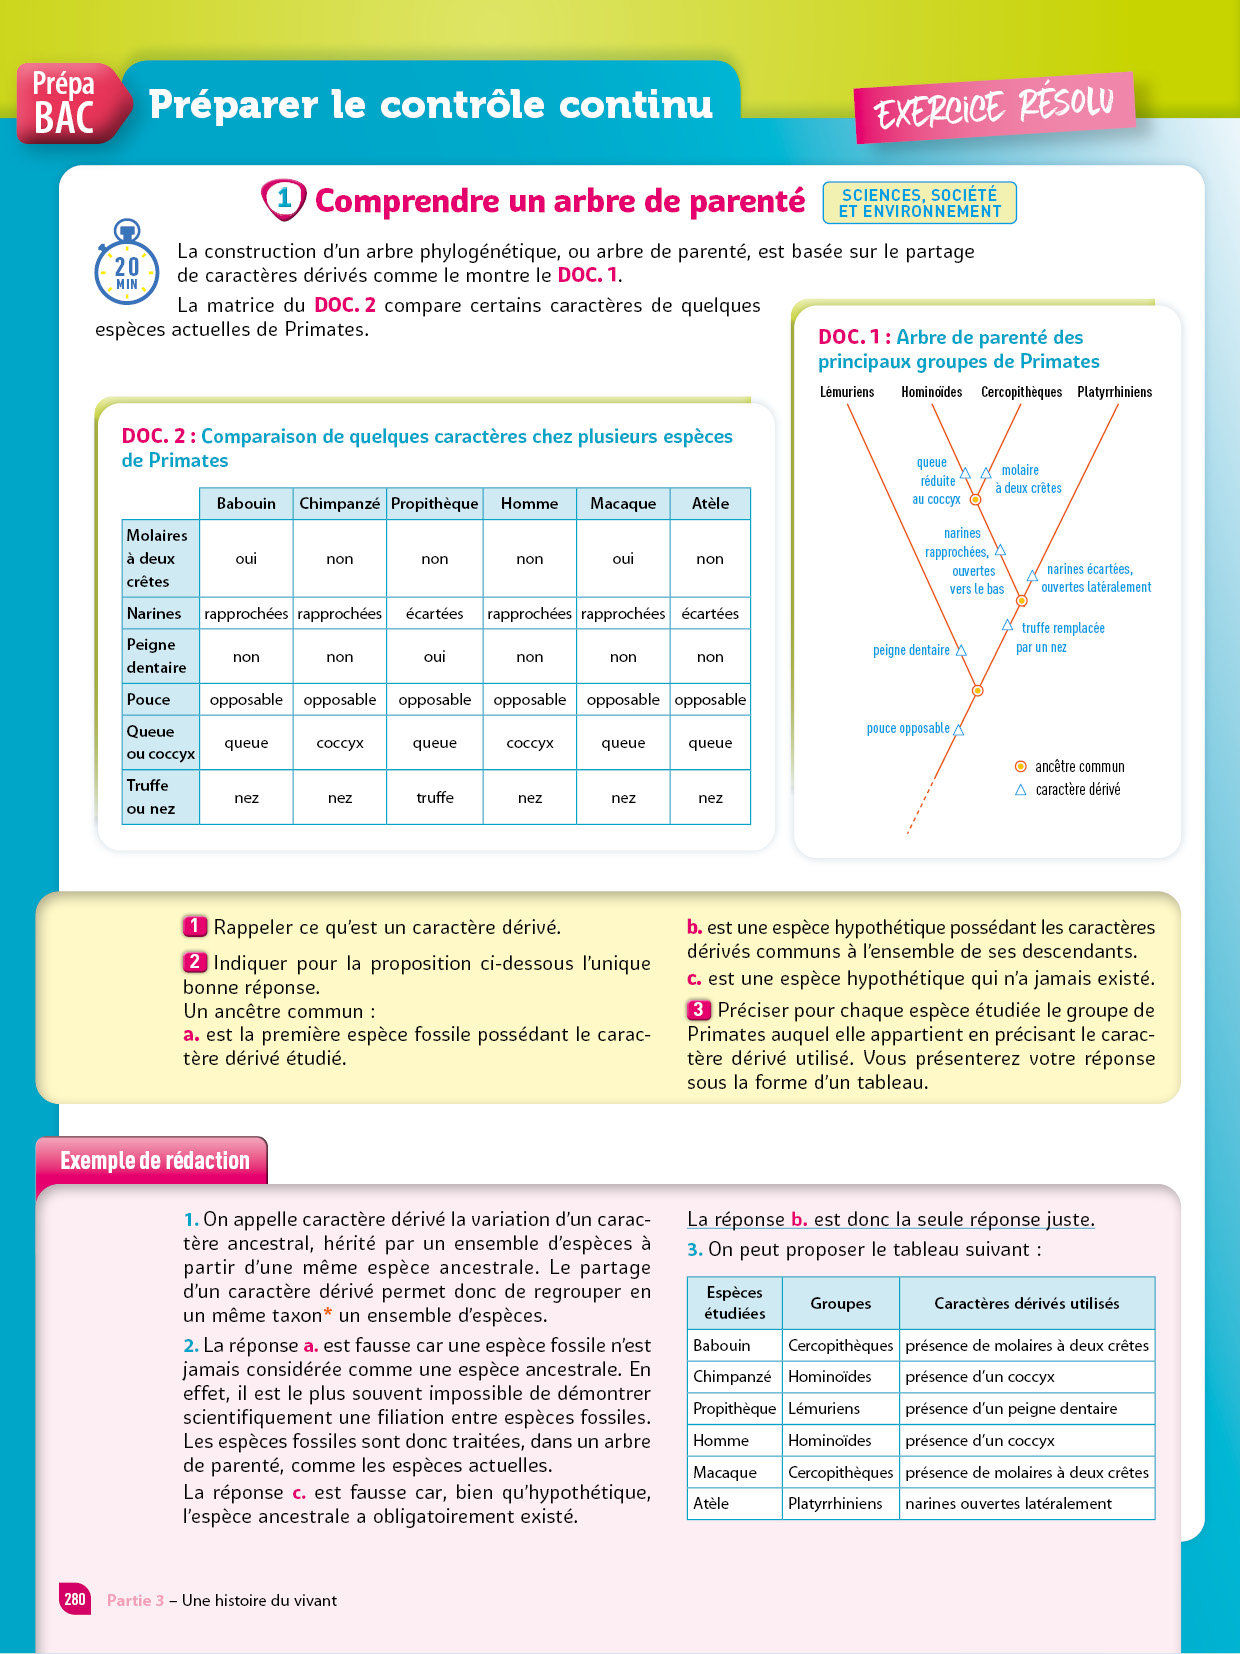 Prépa
BAC
Préparer le contrôle continu
EXERCICE RÉSOLU
1 Comprendre un arbre de parenté
SCIENCES, SOCIÉTÉ
ET ENVIRONNEMENT
20
MIN
La construction d'un arbre phylogénétique, ou arbre de parenté, est basée sur le partage
de caractères dérivés comme le montre le DOC. 1.
La matrice du DOC. 2 compare certains caractères de quelques
espèces actuelles de Primates.
DOC. 2 : Comparaison de quelques caractères chez plusieurs espèces
de Primates
Babouin Chimpanzé Propithèque Homme Macaque Atèle
Molaires
à deux
crêtes
oui non non non oui non
Narines rapprochées rapprochées écartées rapprochées rapprochées écartées
Peigne
dentaire
non non oui non non non
Pouce opposable opposable opposable opposable opposable opposable
Queue
ou coccyx
queue coccyx queue coccyx queue queue
Truffe
ou nez
nez nez truffe nez nez nez
DOC. 1 : Arbre de parenté des
principaux groupes de Primates
Lémuriens Hominoïdes Cercopithèques Platyrrhiniens
queue
réduite
au coccyx
molaire
à deux crêtes
narines
rapprochées,
ouvertes
vers le bas
narines écartées,
ouvertes latéralement
truffe remplacée
par un nez
peigne dentaire
pouce opposable
ancêtre commun
caractère dérivé
1 Rappeler ce qu'est un caractère dérivé.
2 Indiquer pour la proposition ci-dessous l'unique
bonne réponse.
Un ancêtre commun :
a. est la première espèce fossile possédant le carac-
tère dérivé étudié.
b. est une espèce hypothétique possédant les caractères
dérivés communs à l'ensemble de ses descendants.
c. est une espèce hypothétique qui n'a jamais existé.
3 Préciser pour chaque espèce étudiée le groupe de
Primates auquel elle appartient en précisant le carac-
tère dérivé utilisé. Vous présenterez votre réponse
sous la forme d'un tableau.
Exemple de rédaction
1. On appelle caractère dérivé la variation d'un carac-
tère ancestral, hérité par un ensemble d'espèces à
partir d'une même espèce ancestrale. Le partage
d'un caractère dérivé permet donc de regrouper en
un même taxon* un ensemble d'espèces.
2. La réponse a. est fausse car une espèce fossile n'est
jamais considérée comme une espèce ancestrale. En
effet, il est le plus souvent impossible de démontrer
scientifiquement une filiation entre espèces fossiles.
Les espèces fossiles sont donc traitées, dans un arbre
de parenté, comme les espèces actuelles.
La réponse c. est fausse car, bien qu'hypothétique,
l'espèce ancestrale a obligatoirement existé.
La réponse b. est donc la seule réponse juste.
3. On peut proposer le tableau suivant :
Espèces
étudiées
Groupes Caractères dérivés utilisés
Babouin Cercopithèques présence de molaires à deux crêtes
Chimpanzé Hominoïdes présence d'un coccyx
Propithèque Lémuriens présence d'un peigne dentaire
Homme Hominoïdes présence d'un coccyx
Macaque Cercopithèques présence de molaires à deux crêtes
Atèle Platyrrhiniens narines ouvertes latéralement
280 Partie 3 – Une histoire du vivant